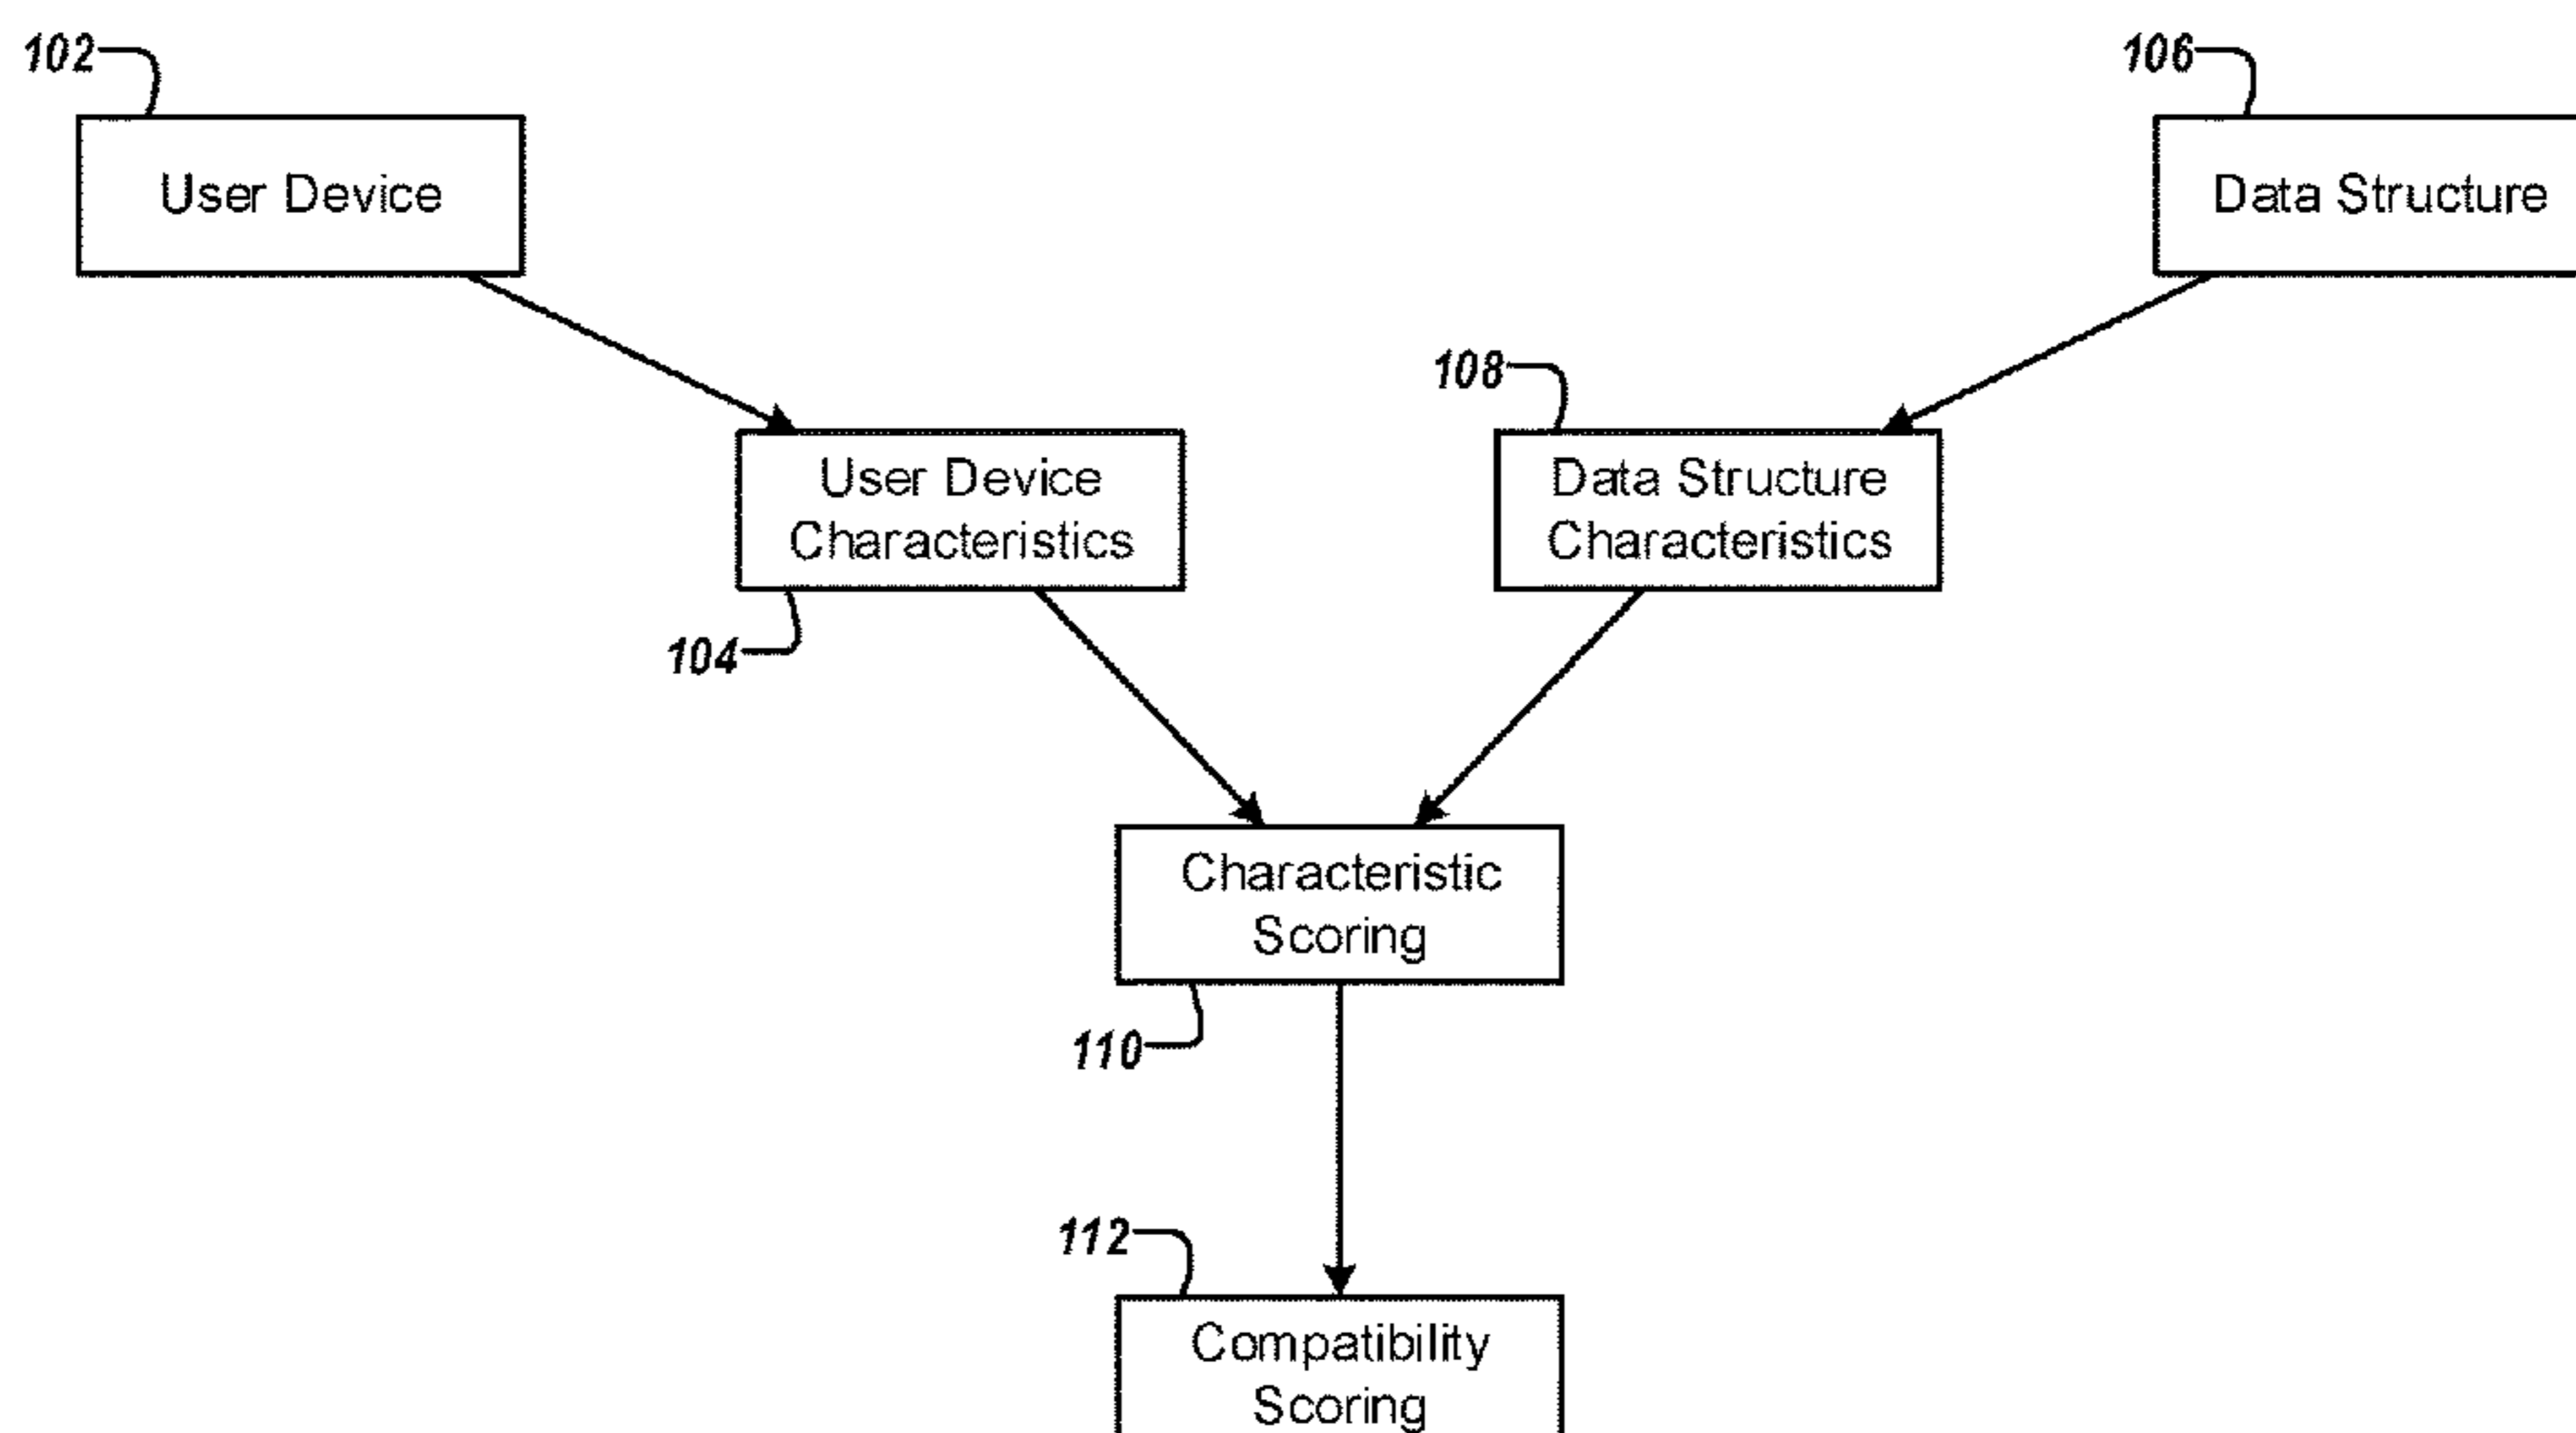 102
106
User Device
Data Structure
108
User Device
Characteristics
Data Structure
Characteristics
104
Characteristic
Scoring
110
112
Compatibility
Scoring